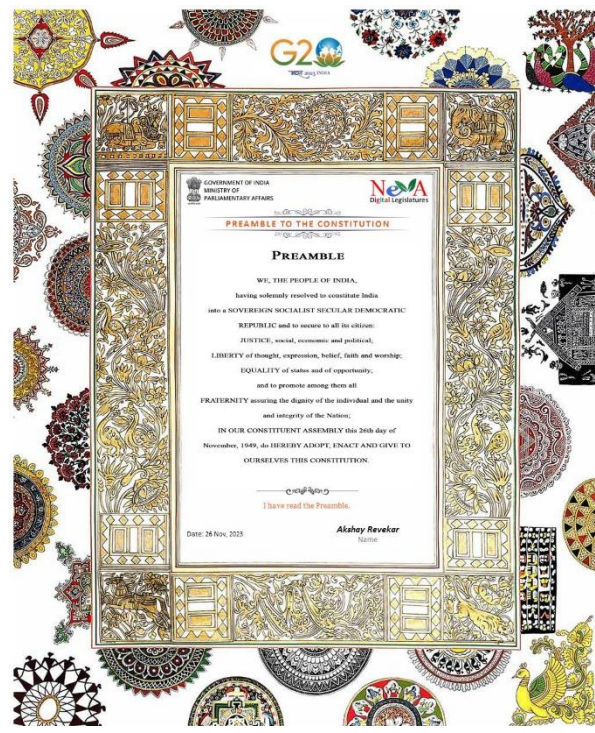 G20
भारत 2023 INDIA
GOVERNMENT OF INDIA
MINISTRY OF
PARLIAMENTARY AFFAIRS
NeVA
Digital Legislatures
PREAMBLE TO THE CONSTITUTION
PREAMBLE
WE, THE PEOPLE OF INDIA,
having solemnly resolved to constitute India
into a SOVEREIGN SOCIALIST SECULAR DEMOCRATIC
REPUBLIC and to secure to all its citizen:
JUSTICE, social, economic and political;
LIBERTY of thought, expression, belief, faith and worship;
EQUALITY of status and of opportunity;
and to promote among them all
FRATERNITY assuring the dignity of the individual and the unity
and integrity of the Nation;
IN OUR CONSTITUENT ASSEMBLY this 26th day of
November, 1949, do HEREBY ADOPT, ENACT AND GIVE TO
OURSELVES THIS CONSTITUTION.
I have read the Preamble.
Date: 26 Nov, 2023
Akshay Revekar
Name